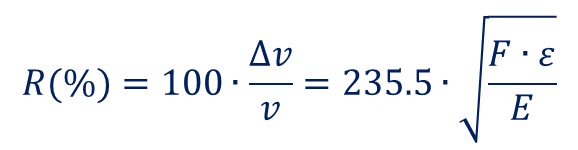 R(%) = 100 · Δv/v = 235.5 · √(F · ε/E)